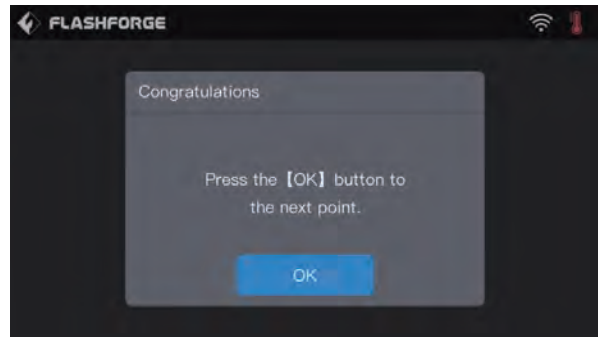 FLASHFORGE
Congratulations
Press the【OK】button to
the next point.
OK